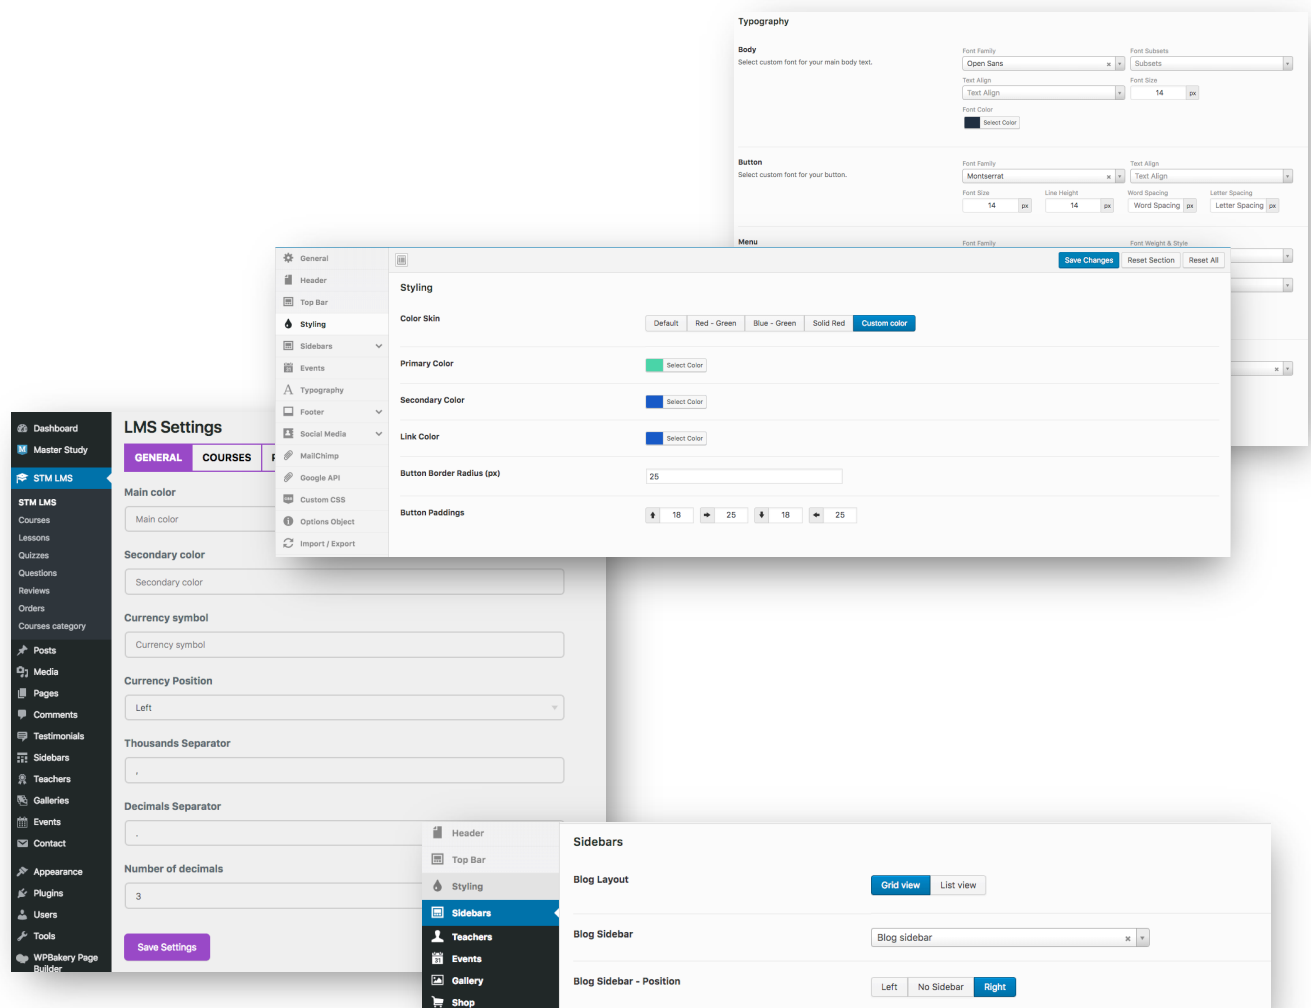 Typography
Body
Select custom font for your main body text.
Font Family
Font Subsets
Open Sans
Subsets
Text Align
Font Size
Text Align
14 px
Font Color
Select Color
Button
Select custom font for your button.
Font Family
Text Align
Montserrat
Text Align
Font Size
Line Height
Word Spacing
Letter Spacing
14 px
14 px
Word Spacing px
Letter Spacing px
Menu
Font Family
Font Weight & Style
General
Header
Top Bar
Styling
Sidebars
Events
Typography
Footer
Social Media
MailChimp
Google API
Custom CSS
Options Object
Import / Export
Save Changes
Reset Section
Reset All
Styling
Color Skin
Default
Red - Green
Blue - Green
Solid Red
Custom color
Primary Color
Select Color
Secondary Color
Select Color
Link Color
Select Color
Button Border Radius (px)
25
Button Paddings
18
25
18
25
Dashboard
Master Study
STM LMS
STM LMS
Courses
Lessons
Quizzes
Questions
Reviews
Orders
Courses category
Posts
Media
Pages
Comments
Testimonials
Sidebars
Teachers
Galleries
Events
Contact
Appearance
Plugins
Users
Tools
WPBakery Page
Builder
LMS Settings
GENERAL
COURSES
Main color
Main color
Secondary color
Secondary color
Currency symbol
Currency symbol
Currency Position
Left
Thousands Separator
,
Decimals Separator
.
Number of decimals
3
Save Settings
Header
Top Bar
Styling
Sidebars
Teachers
Events
Gallery
Shop
Sidebars
Blog Layout
Grid view
List view
Blog Sidebar
Blog sidebar
Blog Sidebar - Position
Left
No Sidebar
Right